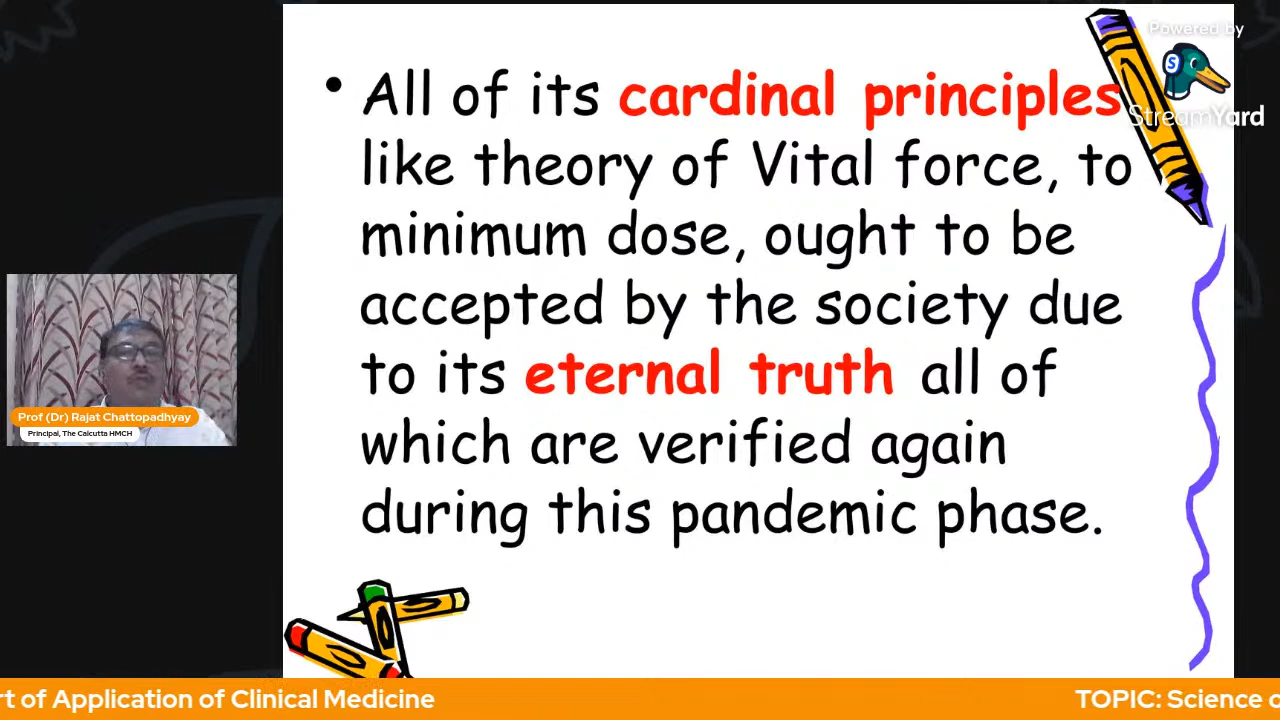 Powered by
StreamYard
• All of its cardinal principles
like theory of Vital force, to
minimum dose, ought to be
accepted by the society due
to its eternal truth all of
which are verified again
during this pandemic phase.
Prof (Dr) Rajat Chattopadhyay
Principal, The Calcutta HMCH
rt of Application of Clinical Medicine
TOPIC: Science o